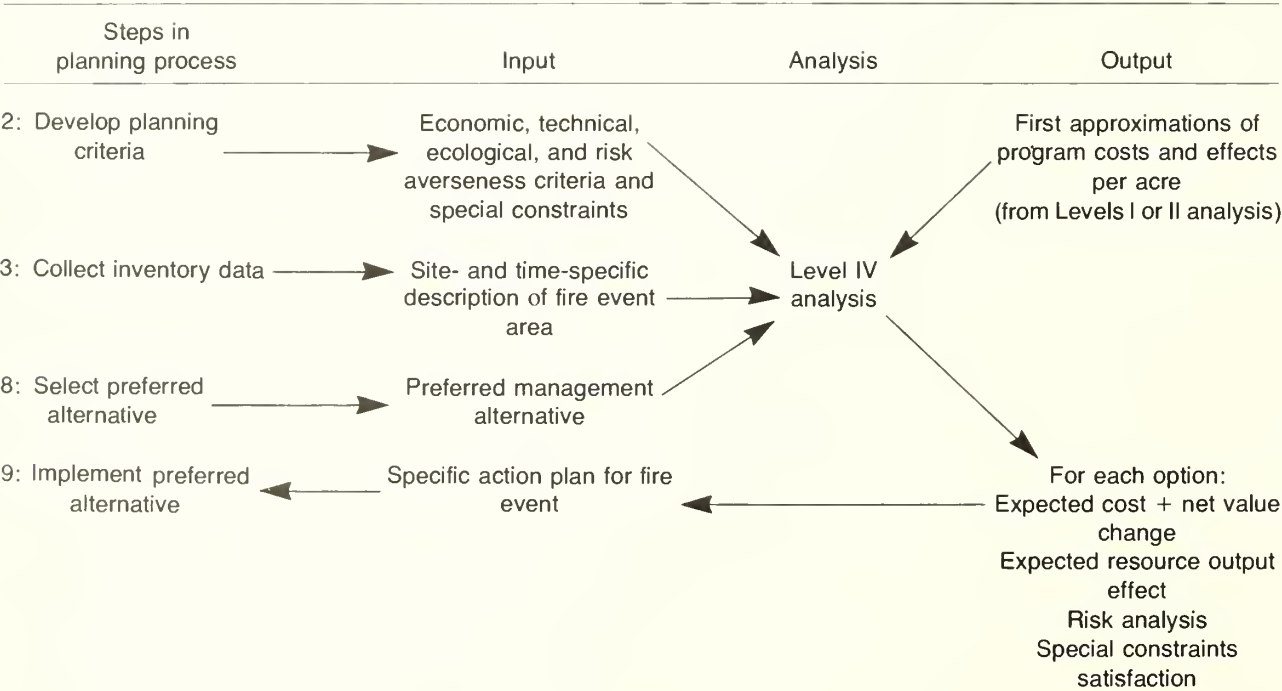 Steps in
planning process
Input
Analysis
Output
2: Develop planning
criteria
Economic, technical,
ecological, and risk
averseness criteria and
special constraints
First approximations of
program costs and effects
per acre
(from Levels I or II analysis)
3: Collect inventory data
Site- and time-specific
description of fire event
area
Level IV
analysis
8: Select preferred
alternative
Preferred management
alternative
9: Implement preferred
alternative
Specific action plan for fire
event
For each option:
Expected cost + net value
change
Expected resource output
effect
Risk analysis
Special constraints
satisfaction